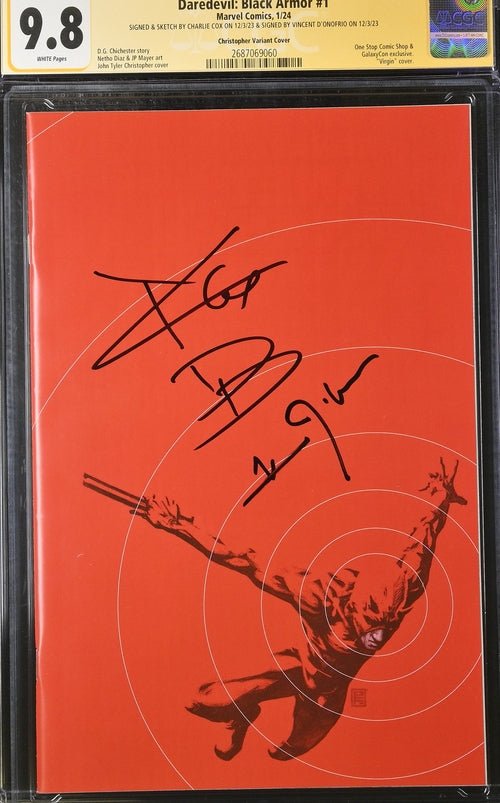 Daredevil: Black Armor #1
Marvel Comics, 1/24
9.8
WHITE Pages
SIGNED & SKETCH BY CHARLIE COX ON 12/3/23 & SIGNED BY VINCENT D'ONOFRIO ON 12/3/23
Christopher Variant Cover
2687069060
D.G. Chichester story
Netho Diaz & JP Mayer art
John Tyler Christopher cover
One Stop Comic Shop &
GalaxyCon exclusive.
"Virgin" cover.
CGC
DD